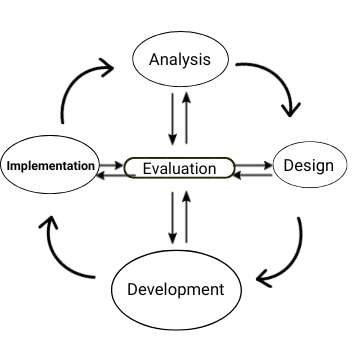 Analysis
Implementation
Evaluation
Design
Development